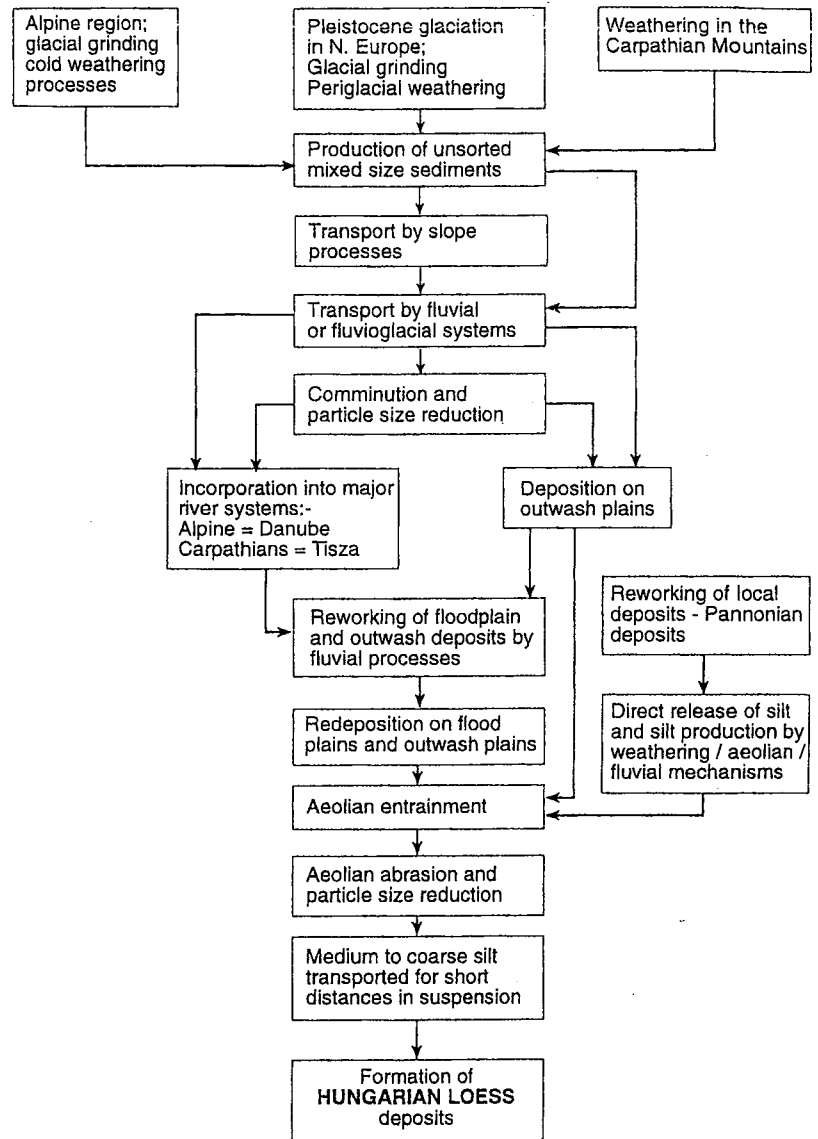 Alpine region;
glacial grinding
cold weathering
processes
Pleistocene glaciation
in N. Europe;
Glacial grinding
Periglacial weathering
Weathering in the
Carpathian Mountains
Production of unsorted
mixed size sediments
Transport by slope
processes
Transport by fluvial
or fluvioglacial systems
Comminution and
particle size reduction
Incorporation into major
river systems:-
Alpine = Danube
Carpathians = Tisza
Deposition on
outwash plains
Reworking of floodplain
and outwash deposits by
fluvial processes
Reworking of local
deposits - Pannonian
deposits
Redeposition on flood
plains and outwash plains
Direct release of silt
and silt production by
weathering / aeolian /
fluvial mechanisms
Aeolian entrainment
Aeolian abrasion and
particle size reduction
Medium to coarse silt
transported for short
distances in suspension
Formation of
HUNGARIAN LOESS
deposits